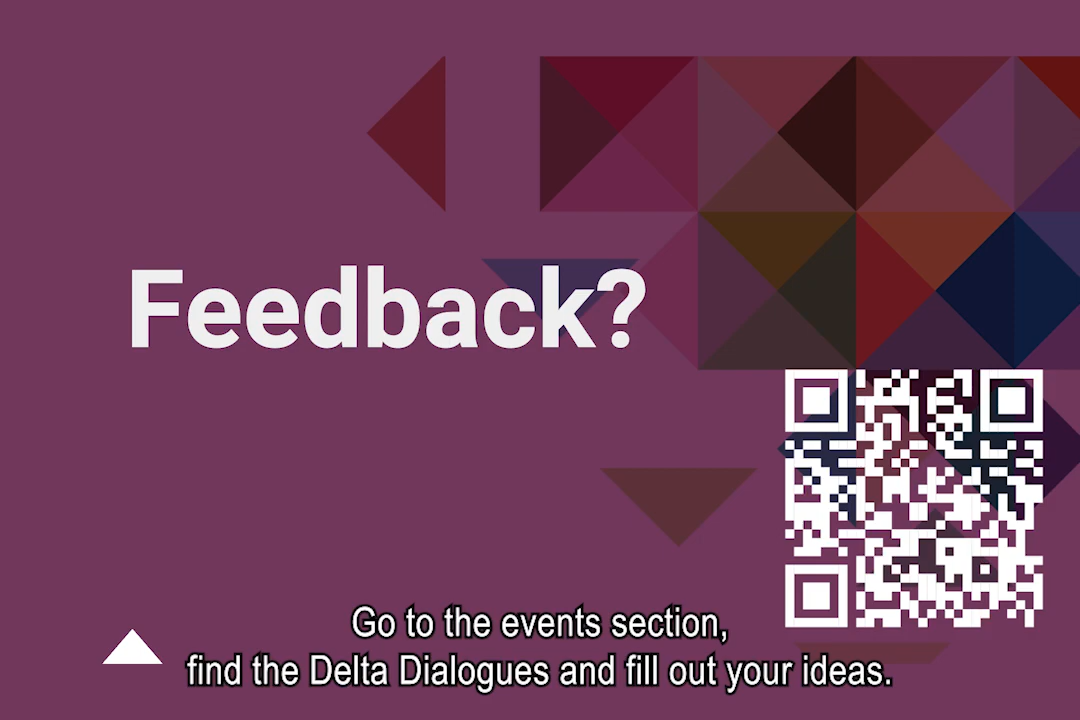 Feedback?
Go to the events section,
find the Delta Dialogues and fill out your ideas.